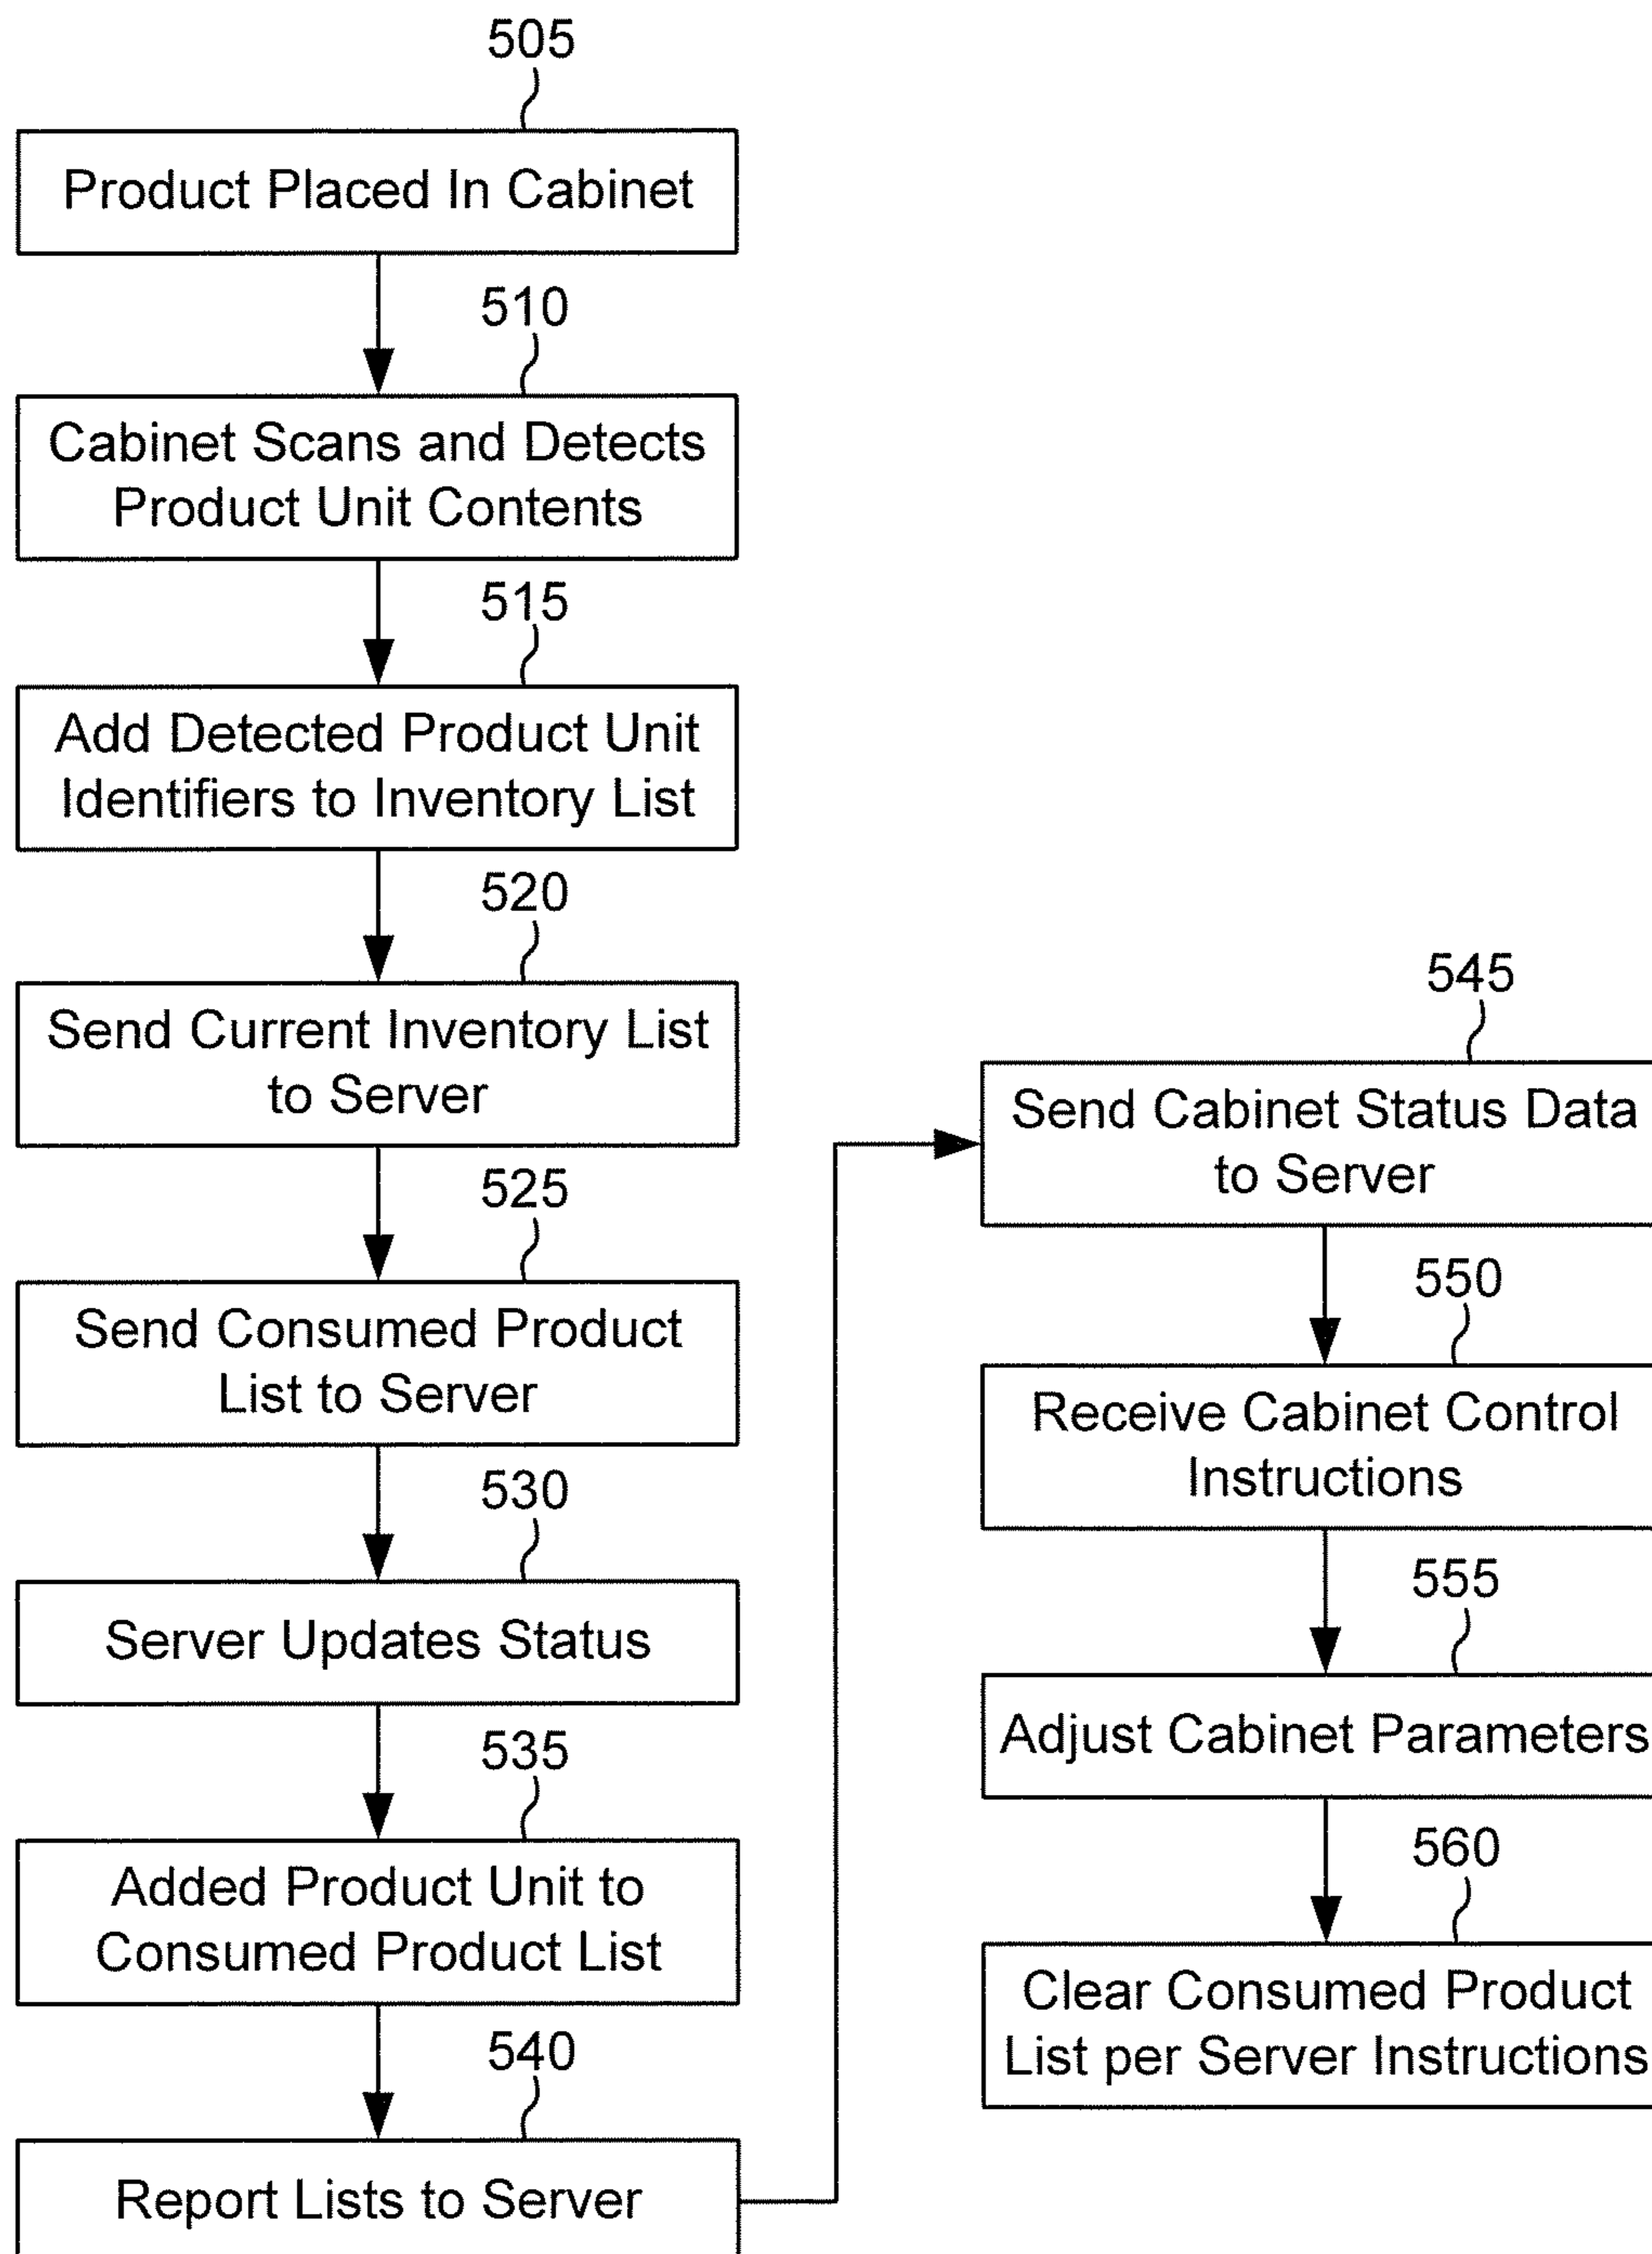 505
Product Placed In Cabinet
510
Cabinet Scans and Detects
Product Unit Contents
515
Add Detected Product Unit
Identifiers to Inventory List
520
Send Current Inventory List
to Server
525
Send Consumed Product
List to Server
530
Server Updates Status
535
Added Product Unit to
Consumed Product List
540
Report Lists to Server
545
Send Cabinet Status Data
to Server
550
Receive Cabinet Control
Instructions
555
Adjust Cabinet Parameters
560
Clear Consumed Product
List per Server Instructions